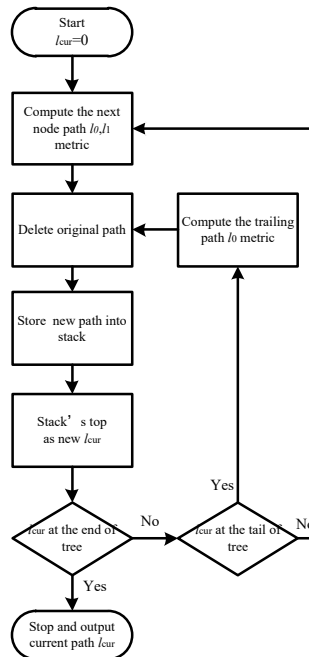 Start
lcur=0
Compute the next
node path l0,l1
metric
Delete original path
Compute the trailing
path l0 metric
Store new path into
stack
Stack's top
as new lcur
Yes
lcur at the end of
tree
No
lcur at the tail of
tree
No
Yes
Stop and output
current path lcur